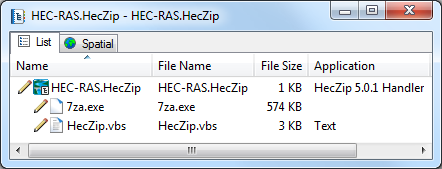 HEC-RAS.HecZip - HEC-RAS.HecZip
List Spatial
Name File Name File Size Application
HEC-RAS.HecZip HEC-RAS.HecZip 1 KB HecZip 5.0.1 Handler
7za.exe 7za.exe 574 KB
HecZip.vbs HecZip.vbs 3 KB Text